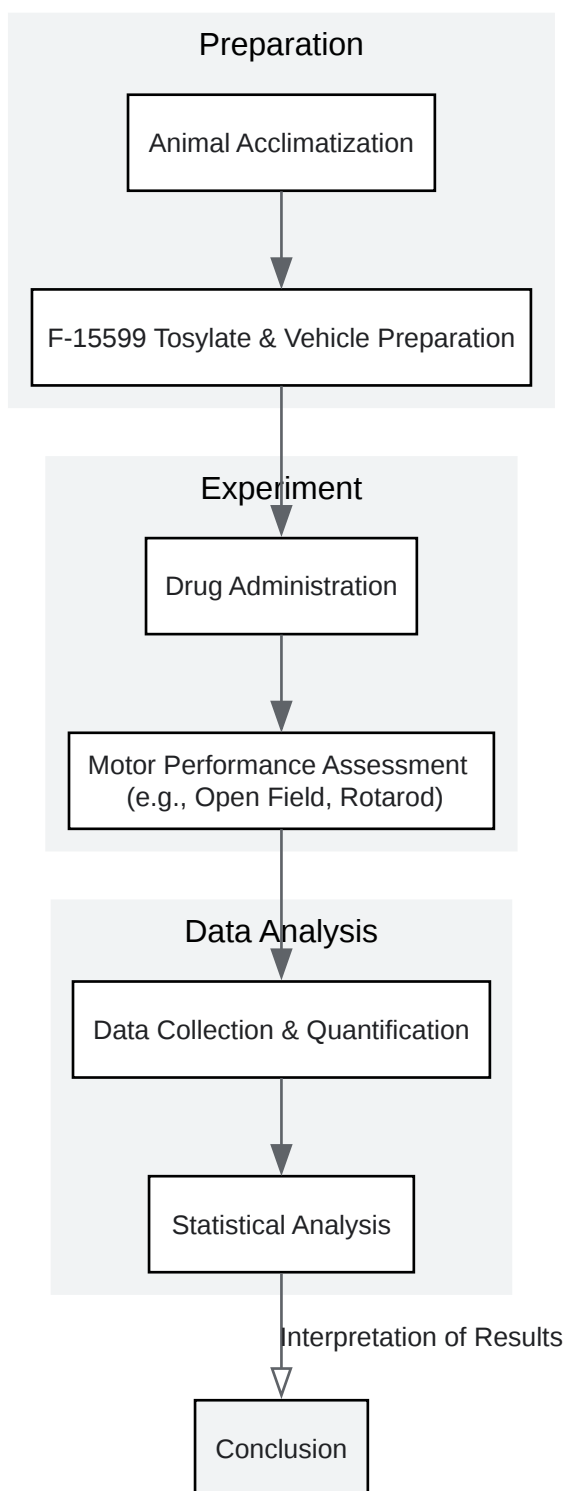 Preparation
Animal Acclimatization
F-15599 Tosylate & Vehicle Preparation
Experiment
Drug Administration
Motor Performance Assessment
(e.g., Open Field, Rotarod)
Data Analysis
Data Collection & Quantification
Statistical Analysis
Interpretation of Results
Conclusion